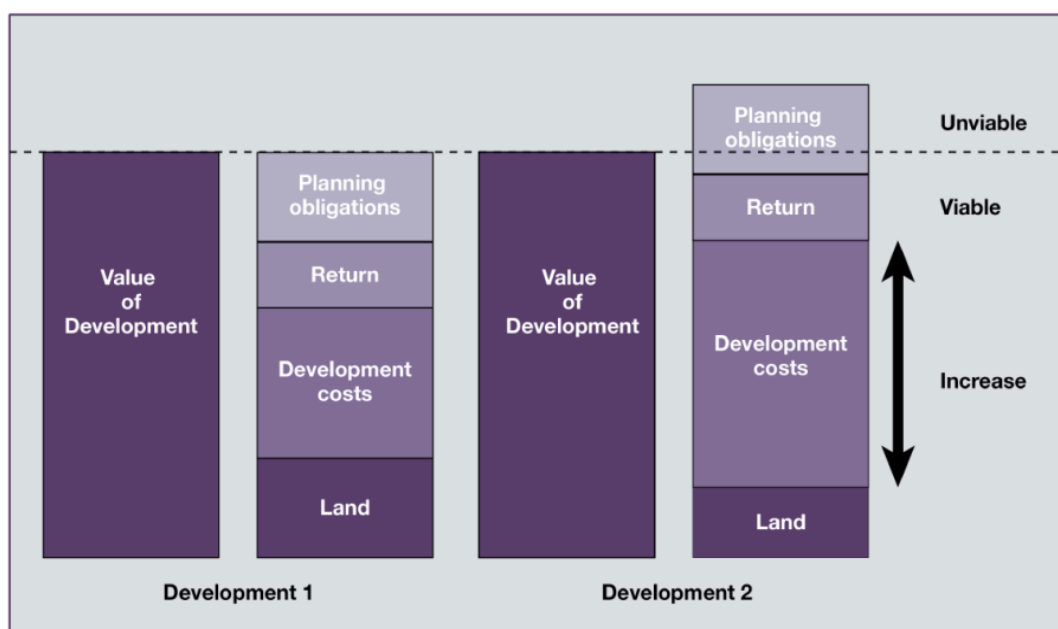 Planning
obligations
Unviable
Planning
obligations
Return
Viable
Value
of
Development
Return
Value
of
Development
Development
costs
Development
costs
Increase
Land
Land
Development 1
Development 2